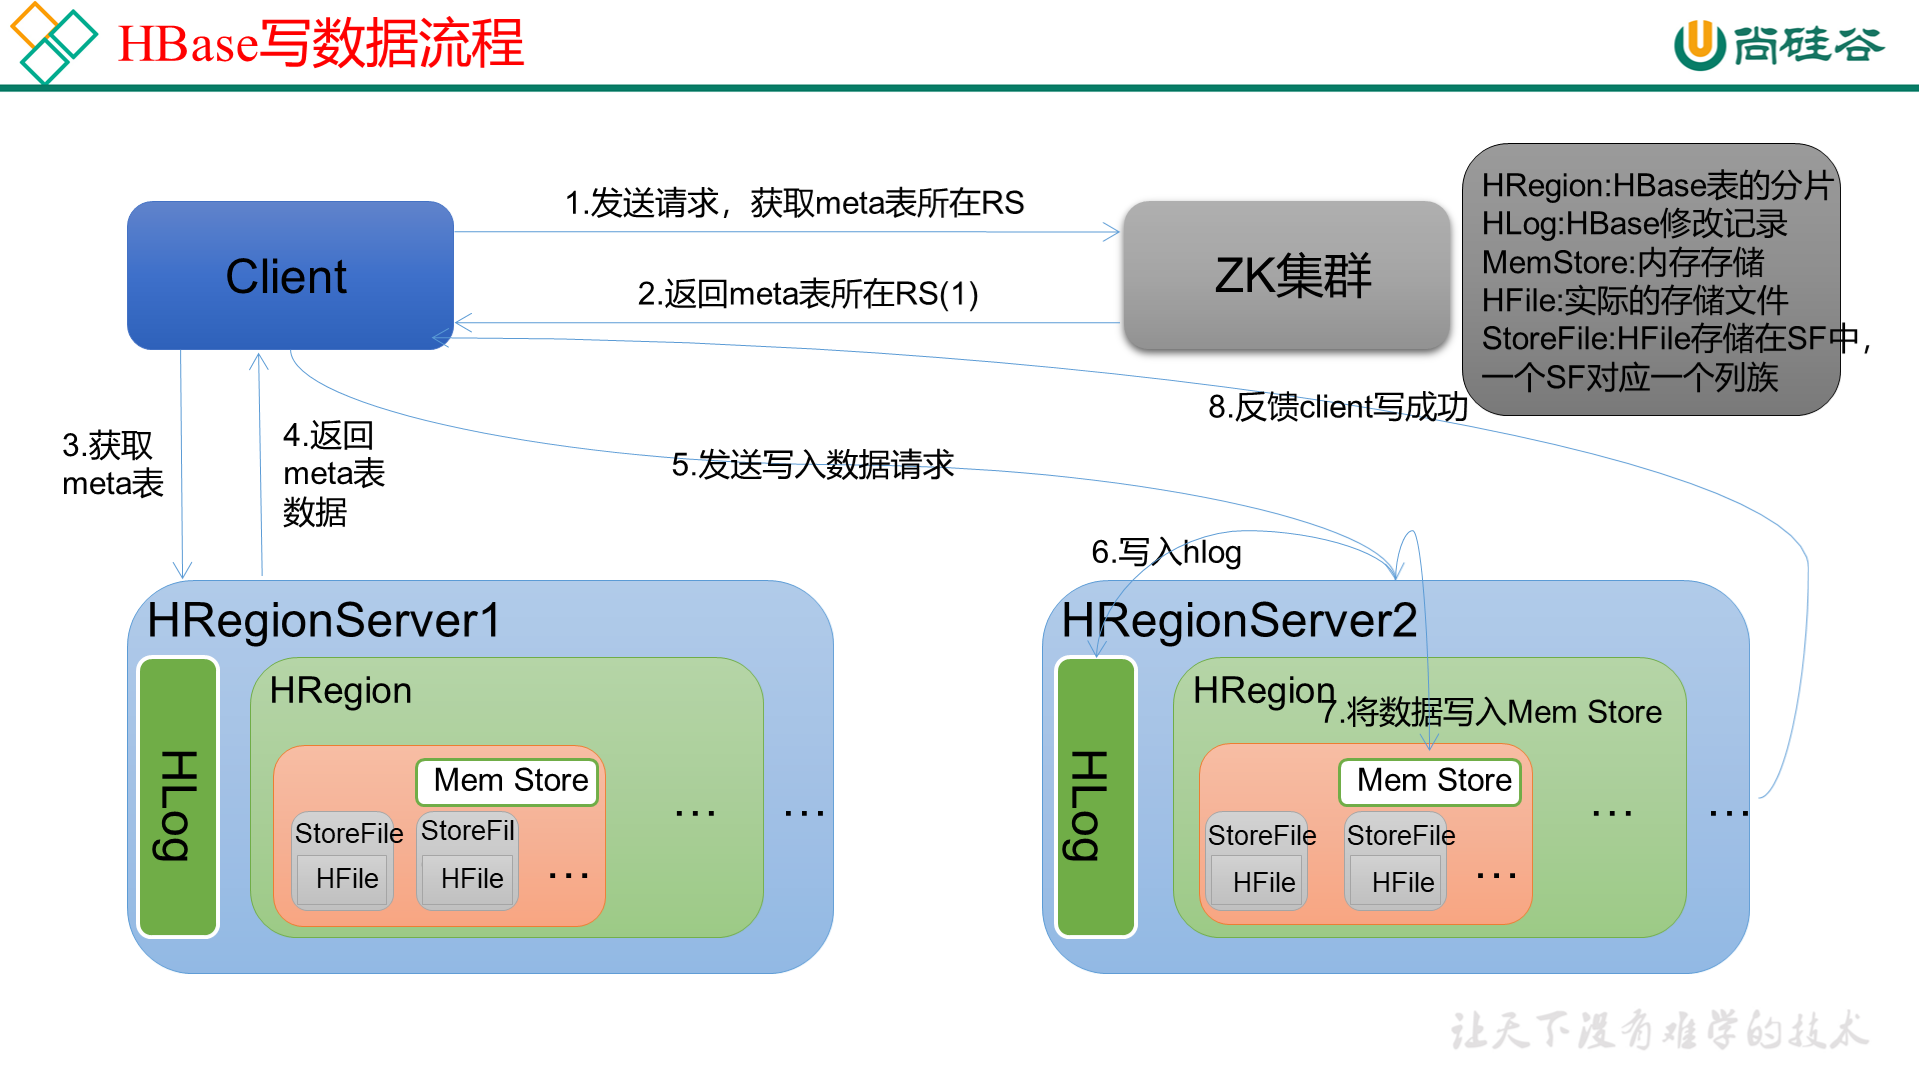 HBase写数据流程
尚硅谷
1.发送请求，获取meta表所在RS
Client
ZK集群
2.返回meta表所在RS(1)
HRegion:HBase表的分片
HLog:HBase修改记录
MemStore:内存存储
HFile:实际的存储文件
StoreFile:HFile存储在SF中，
一个SF对应一个列族
8.反馈client写成功
3.获取
meta表
4.返回
meta表
数据
5.发送写入数据请求
6.写入hlog
HRegionServer1
HLog
HRegion
Mem Store
StoreFile
HFile
StoreFil
HFile
...
...
...
HRegionServer2
HLog
HRegion
7.将数据写入Mem Store
Mem Store
StoreFile
HFile
StoreFile
HFile
...
...
...
让天下没有难学的技术